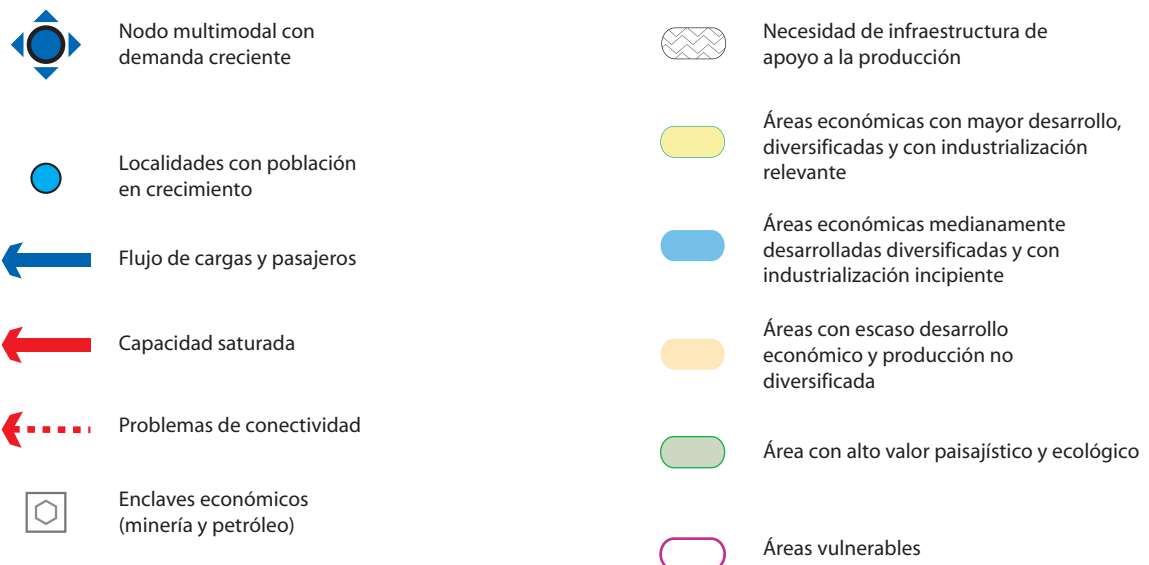 Nodo multimodal con
demanda creciente
Localidades con población
en crecimiento
Flujo de cargas y pasajeros
Capacidad saturada
Problemas de conectividad
Enclaves económicos
(minería y petróleo)
Necesidad de infraestructura de
apoyo a la producción
Áreas económicas con mayor desarrollo,
diversificadas y con industrialización
relevante
Áreas económicas medianamente
desarrolladas diversificadas y con
industrialización incipiente
Áreas con escaso desarrollo
económico y producción no
diversificada
Área con alto valor paisajístico y ecológico
Áreas vulnerables